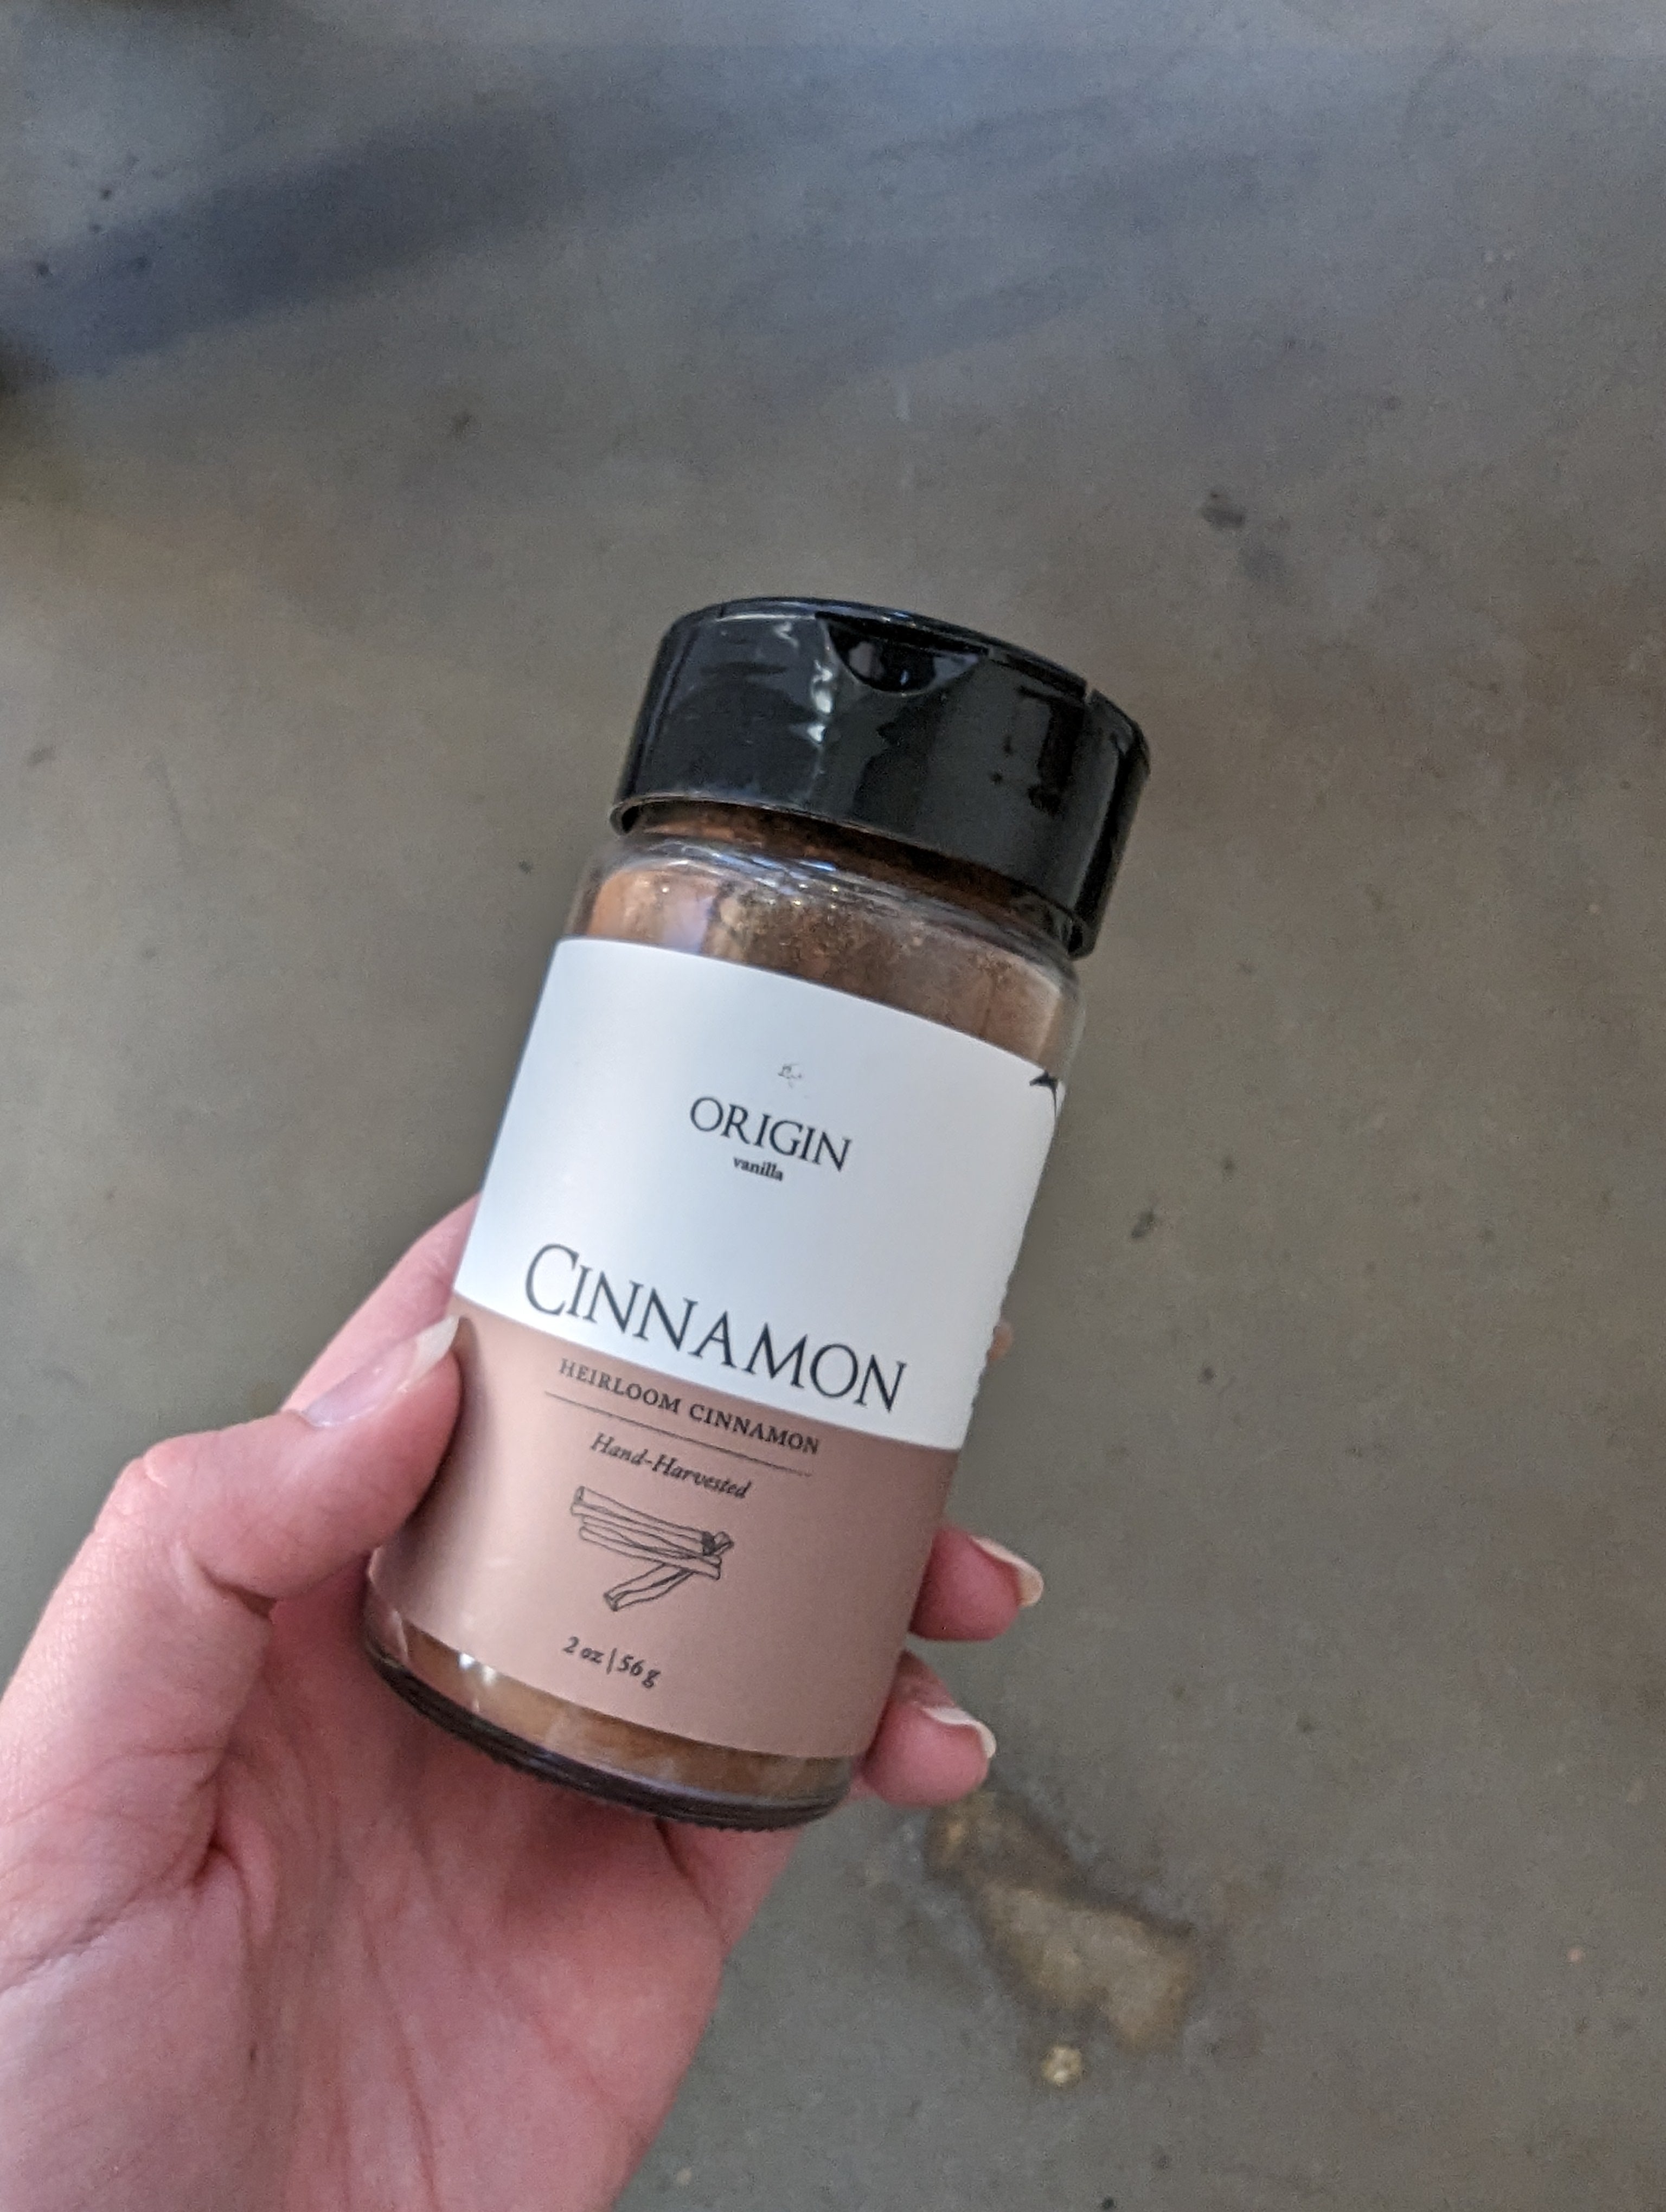 ORIGIN
vanilla
CINNAMON
HEIRLOOM CINNAMON
Hand-Harvested
2 oz | 56 g